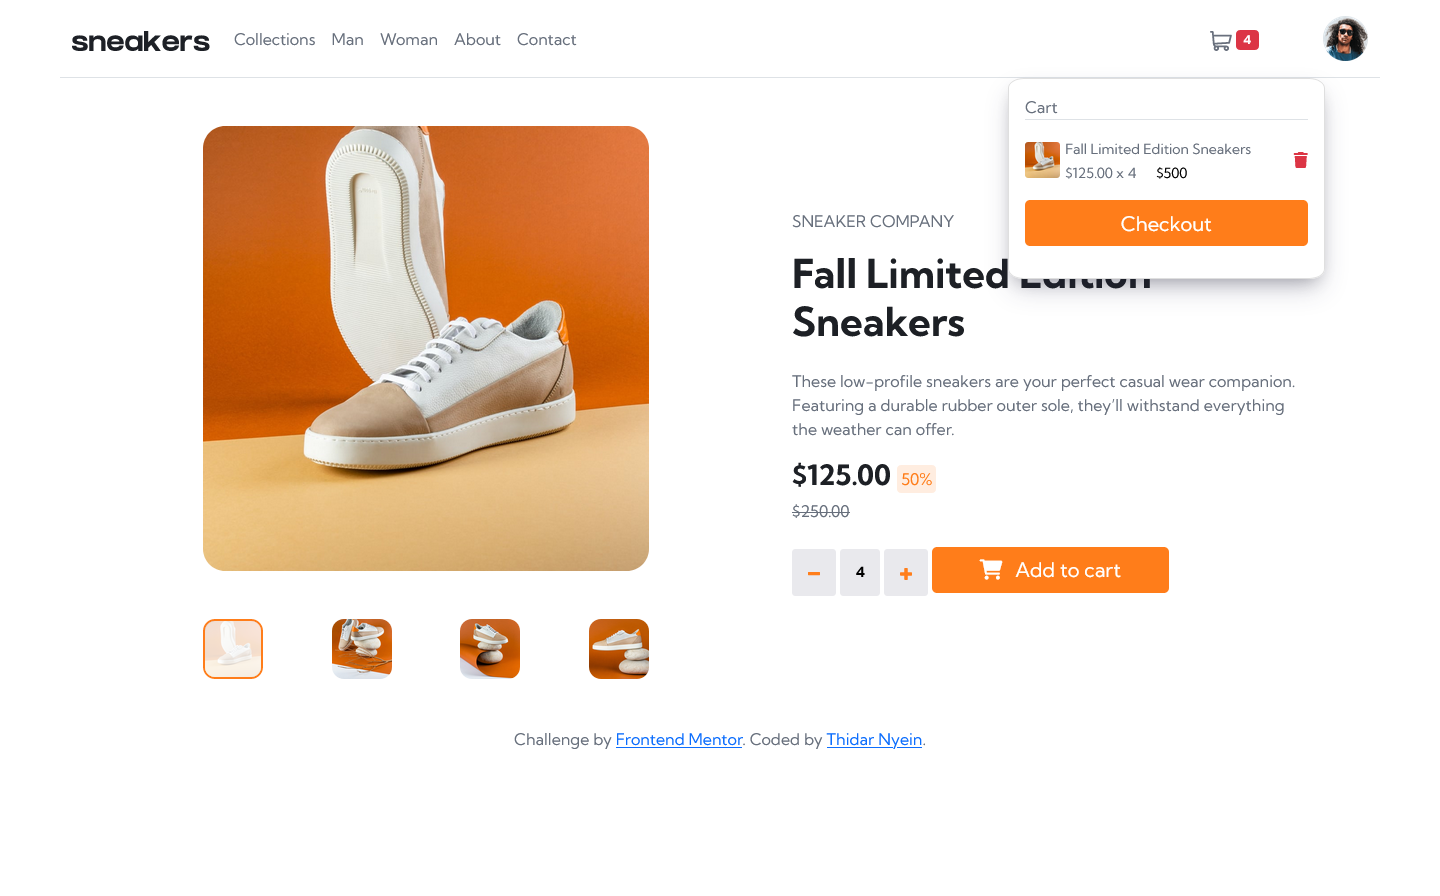 sneakers
Collections Man Woman About Contact
4
Cart
Fall Limited Edition Sneakers
$125.00 x 4 $500
Checkout
SNEAKER COMPANY
Fall Limited Edition
Sneakers
These low-profile sneakers are your perfect casual wear companion.
Featuring a durable rubber outer sole, they’ll withstand everything
the weather can offer.
$125.00 50%
$250.00
4 Add to cart
Challenge by Frontend Mentor. Coded by Thidar Nyein.